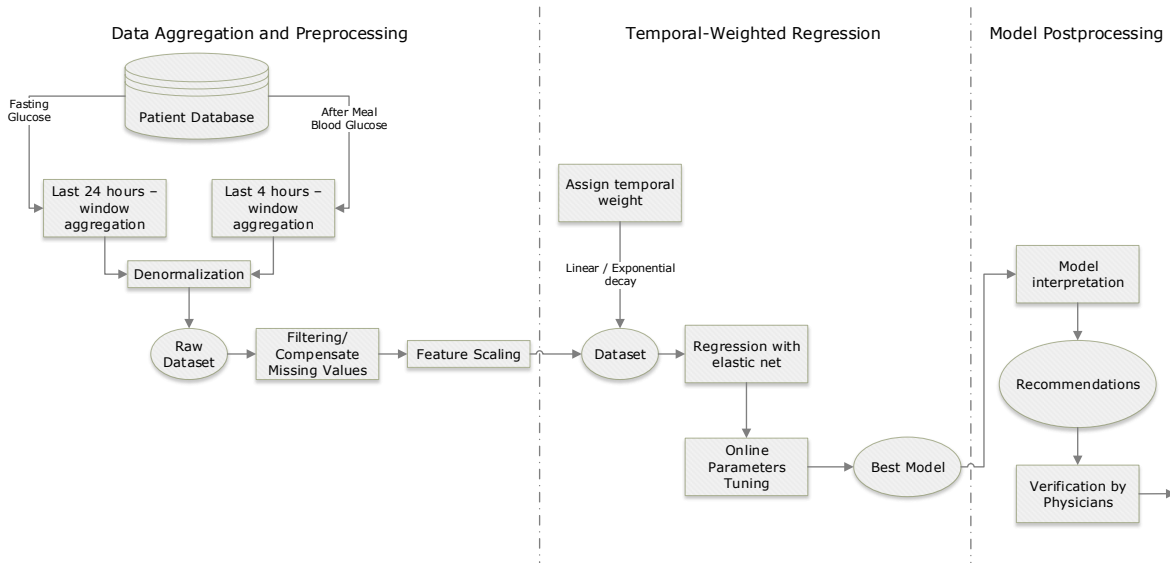 Data Aggregation and Preprocessing
Temporal-Weighted Regression
Model Postprocessing
Fasting
Glucose
Patient Database
After Meal
Blood Glucose
Last 24 hours –
window
aggregation
Last 4 hours –
window
aggregation
Denormalization
Raw
Dataset
Filtering/
Compensate
Missing Values
Feature Scaling
Assign temporal
weight
Linear / Exponential
decay
Dataset
Regression with
elastic net
Online
Parameters
Tuning
Best Model
Model
interpretation
Recommendations
Verification by
Physicians